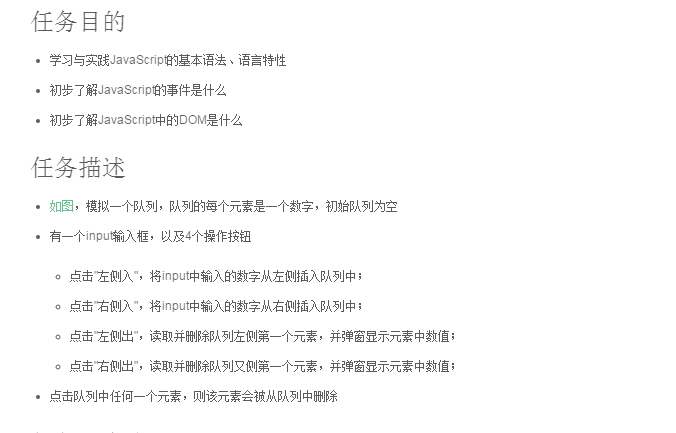 任务目的
学习与实践JavaScript的基本语法、语言特性
初步了解JavaScript的事件是什么
初步了解JavaScript中的DOM是什么
任务描述
如图，模拟一个队列，队列的每个元素是一个数字，初始队列为空
有一个input输入框，以及4个操作按钮
点击"左侧入"，将input中输入的数字从左侧插入队列中；
点击"右侧入"，将input中输入的数字从右侧插入队列中；
点击"左侧出"，读取并删除队列左侧第一个元素，并弹窗显示元素中数值；
点击"右侧出"，读取并删除队列又侧第一个元素，并弹窗显示元素中数值；
点击队列中任何一个元素，则该元素会被从队列中删除